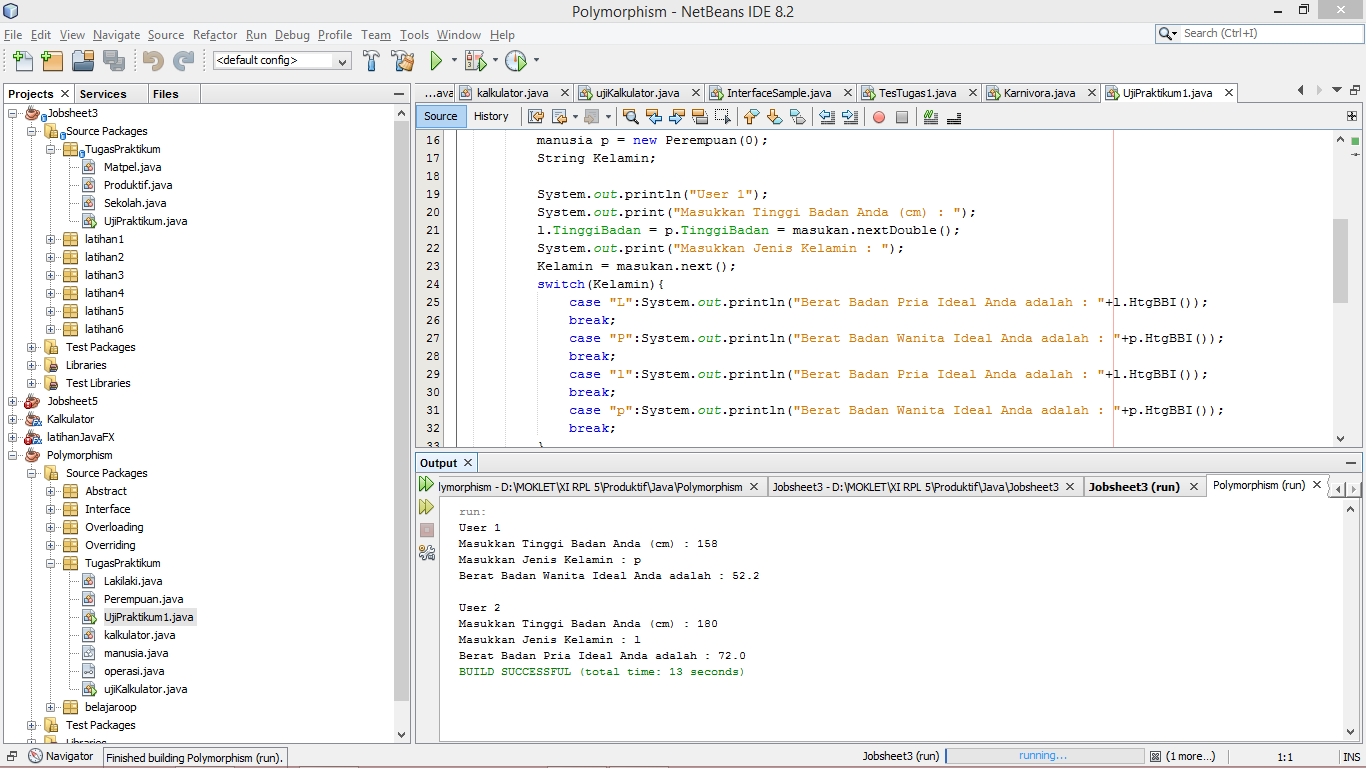 Polymorphism - NetBeans IDE 8.2
File Edit View Navigate Source Refactor Run Debug Profile Team Tools Window Help
Search (Ctrl+I)
<default config>
Projects Services Files
Jobsheet3
Source Packages
TugasPraktikum
Matpel.java
Produktif.java
Sekolah.java
UjiPraktikum.java
latihan1
latihan2
latihan3
latihan4
latihan5
latihan6
Test Packages
Libraries
Test Libraries
Jobsheet5
Kalkulator
latihanJavaFX
Polymorphism
Source Packages
Abstract
Interface
Overloading
Overriding
TugasPraktikum
Lakilaki.java
Perempuan.java
UjiPraktikum1.java
kalkulator.java
manusia.java
operasi.java
ujiKalkulator.java
belajaroop
Test Packages
Libraries
...ava kalkulator.java ujiKalkulator.java InterfaceSample.java TesTugas1.java Karnivora.java UjiPraktikum1.java
Source History
16 manusia p = new Perempuan(0);
17 String Kelamin;
18
19 System.out.println("User 1");
20 System.out.print("Masukkan Tinggi Badan Anda (cm) : ");
21 l.TinggiBadan = p.TinggiBadan = masukan.nextDouble();
22 System.out.print("Masukkan Jenis Kelamin : ");
23 Kelamin = masukan.next();
24 switch(Kelamin){
25 case "L":System.out.println("Berat Badan Pria Ideal Anda adalah : "+l.HtgBBI());
26 break;
27 case "P":System.out.println("Berat Badan Wanita Ideal Anda adalah : "+p.HtgBBI());
28 break;
29 case "l":System.out.println("Berat Badan Pria Ideal Anda adalah : "+l.HtgBBI());
30 break;
31 case "p":System.out.println("Berat Badan Wanita Ideal Anda adalah : "+p.HtgBBI());
32 break;
33 }
Output
lymorphism - D:\MOKLET\XI RPL 5\Produktif\Java\Polymorphism Jobsheet3 - D:\MOKLET\XI RPL 5\Produktif\Java\Jobsheet3 Jobsheet3 (run) Polymorphism (run)
run:
User 1
Masukkan Tinggi Badan Anda (cm) : 158
Masukkan Jenis Kelamin : p
Berat Badan Wanita Ideal Anda adalah : 52.2
User 2
Masukkan Tinggi Badan Anda (cm) : 180
Masukkan Jenis Kelamin : l
Berat Badan Pria Ideal Anda adalah : 72.0
BUILD SUCCESSFUL (total time: 13 seconds)
Navigator
Finished building Polymorphism (run).
Jobsheet3 (run) running... (1 more...) 1:1 INS